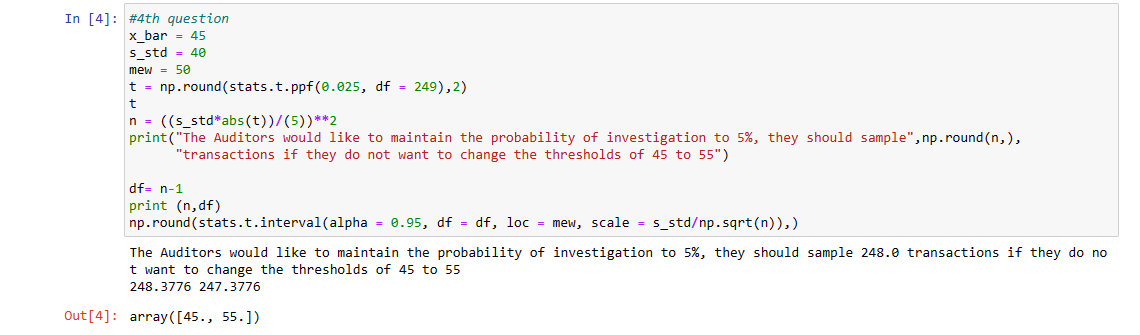 In [4]: #4th question
x_bar = 45
s_std = 40
mew = 50
t = np.round(stats.t.ppf(0.025, df = 249),2)
t
n = ((s_std*abs(t))/(5))**2
print("The Auditors would like to maintain the probability of investigation to 5%, they should sample",np.round(n,),
"transactions if they do not want to change the thresholds of 45 to 55")
df= n-1
print (n,df)
np.round(stats.t.interval(alpha = 0.95, df = df, loc = mew, scale = s_std/np.sqrt(n)),)
The Auditors would like to maintain the probability of investigation to 5%, they should sample 248.0 transactions if they do no
t want to change the thresholds of 45 to 55
248.3776 247.3776
Out[4]: array([45., 55.])